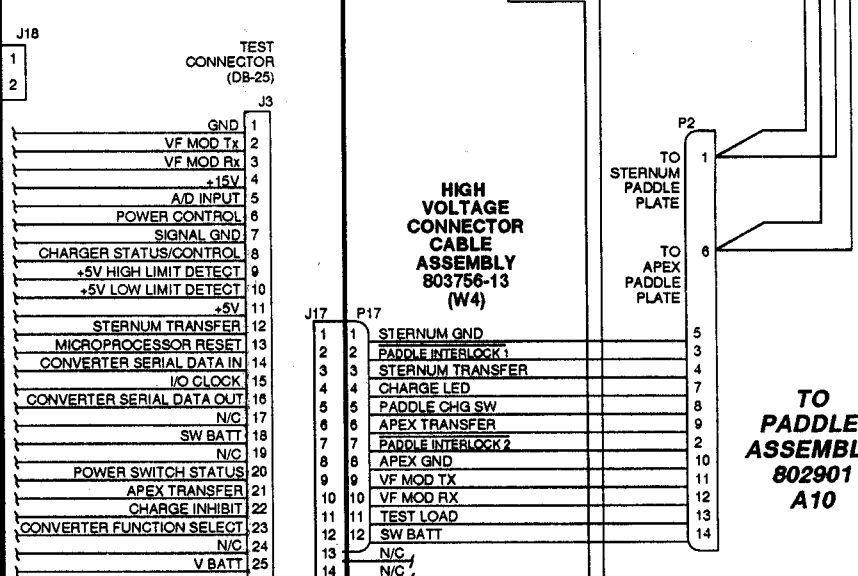 J18
1
2
TEST
CONNECTOR
(DB-25)
J3
GND 1
VF MOD Tx 2
VF MOD Rx 3
+15V 4
A/D INPUT 5
POWER CONTROL 6
SIGNAL GND 7
CHARGER STATUS/CONTROL 8
+5V HIGH LIMIT DETECT 9
+5V LOW LIMIT DETECT 10
+5V 11
STERNUM TRANSFER 12
MICROPROCESSOR RESET 13
CONVERTER SERIAL DATA IN 14
I/O CLOCK 15
CONVERTER SERIAL DATA OUT 16
N/C 17
SW BATT 18
N/C 19
POWER SWITCH STATUS 20
APEX TRANSFER 21
CHARGE INHIBIT 22
CONVERTER FUNCTION SELECT 23
N/C 24
V BATT 25
HIGH
VOLTAGE
CONNECTOR
CABLE
ASSEMBLY
803756-13
(W4)
J17 P17
1 1 STERNUM GND 5
2 2 PADDLE INTERLOCK 1 3
3 3 STERNUM TRANSFER 4
4 4 CHARGE LED 7
5 5 PADDLE CHG SW 8
6 6 APEX TRANSFER 9
7 7 PADDLE INTERLOCK 2 2
8 8 APEX GND 10
9 9 VF MOD TX 11
10 10 VF MOD RX 12
11 11 TEST LOAD 13
12 12 SW BATT 14
13 N/C
14 N/C
P2
TO
STERNUM
PADDLE
PLATE
1
TO
APEX
PADDLE
PLATE
6
TO
PADDLE
ASSEMBL
802901
A10